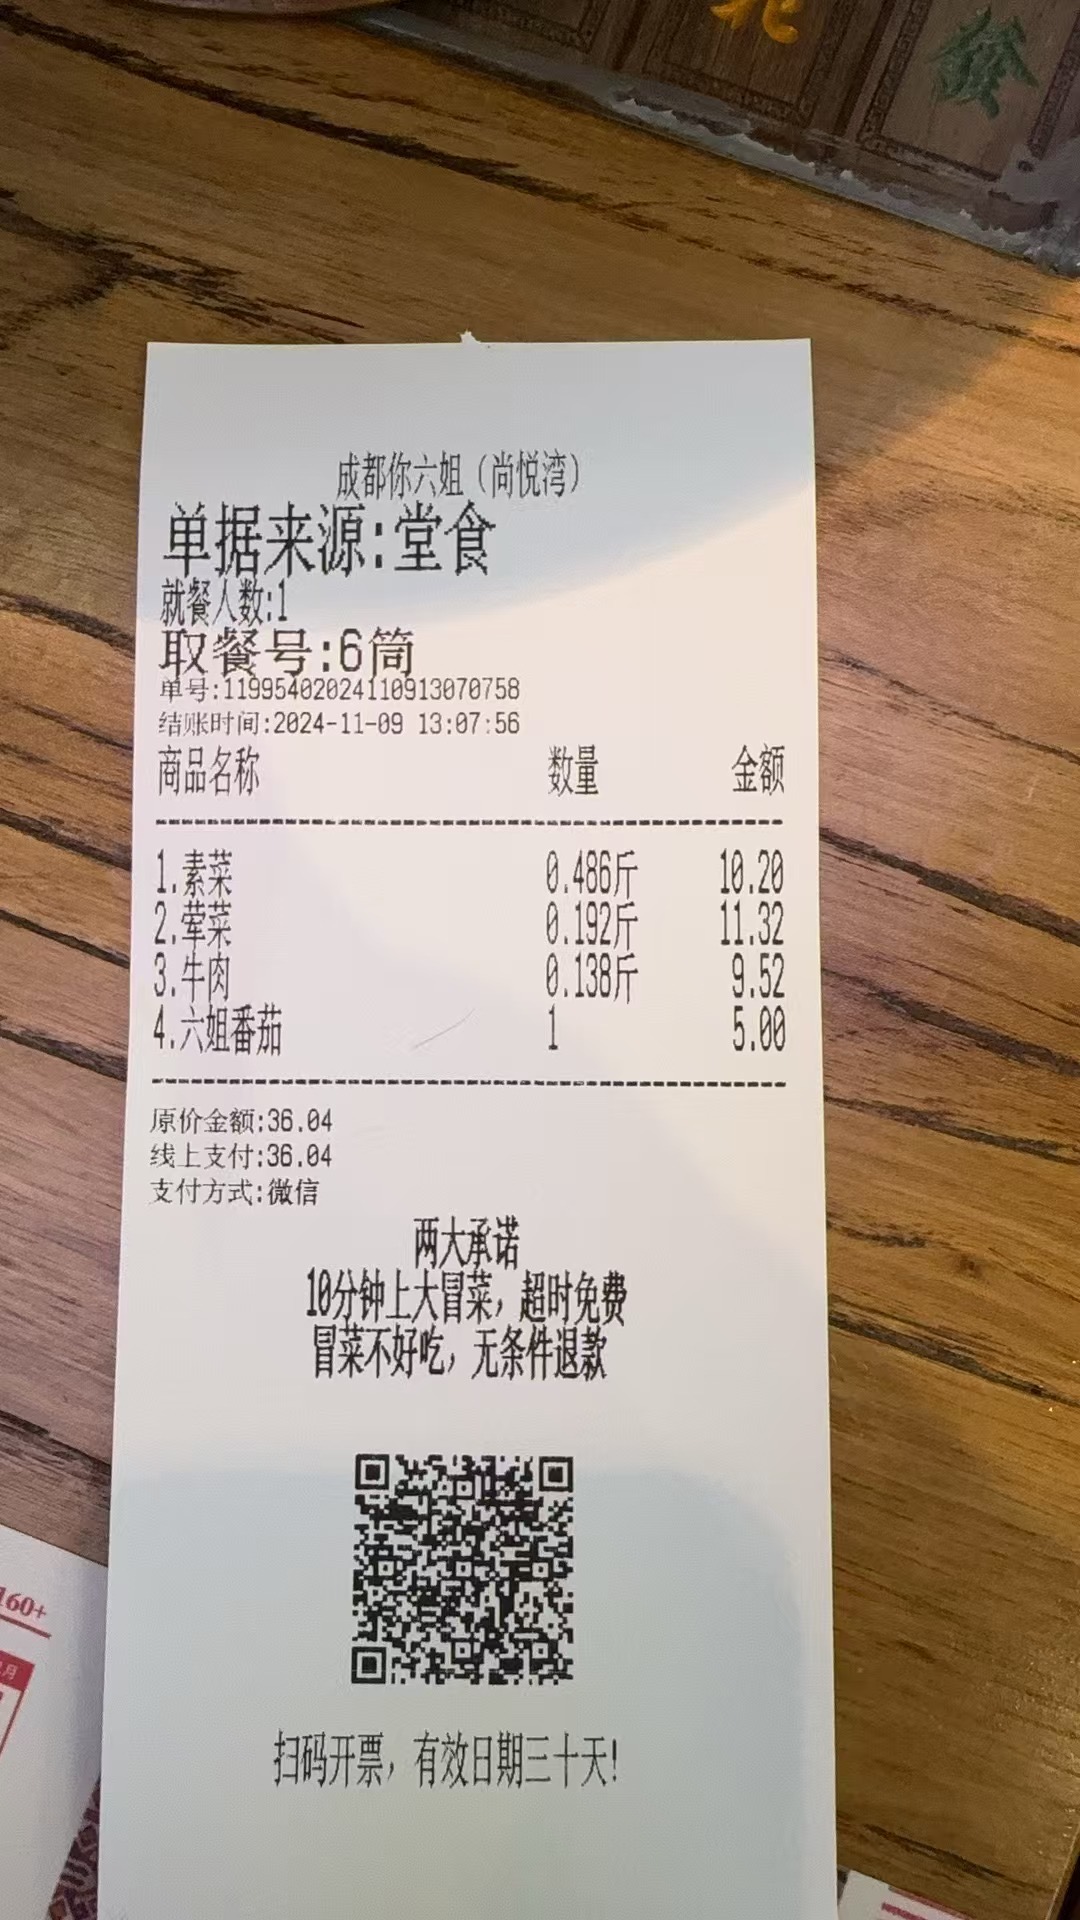 發
成都你六姐（尚悦湾）
单据来源:堂食
就餐人数:1
取餐号:6筒
单号:11995402024110913070758
结账时间:2024-11-09 13:07:56
商品名称 数量 金额
1.素菜 0.486斤 10.20
2.荤菜 0.192斤 11.32
3.牛肉 0.138斤 9.52
4.六姐番茄 1 5.00
原价金额:36.04
线上支付:36.04
支付方式:微信
两大承诺
10分钟上大冒菜，超时免费
冒菜不好吃，无条件退款
扫码开票，有效日期三十天!
160+
月